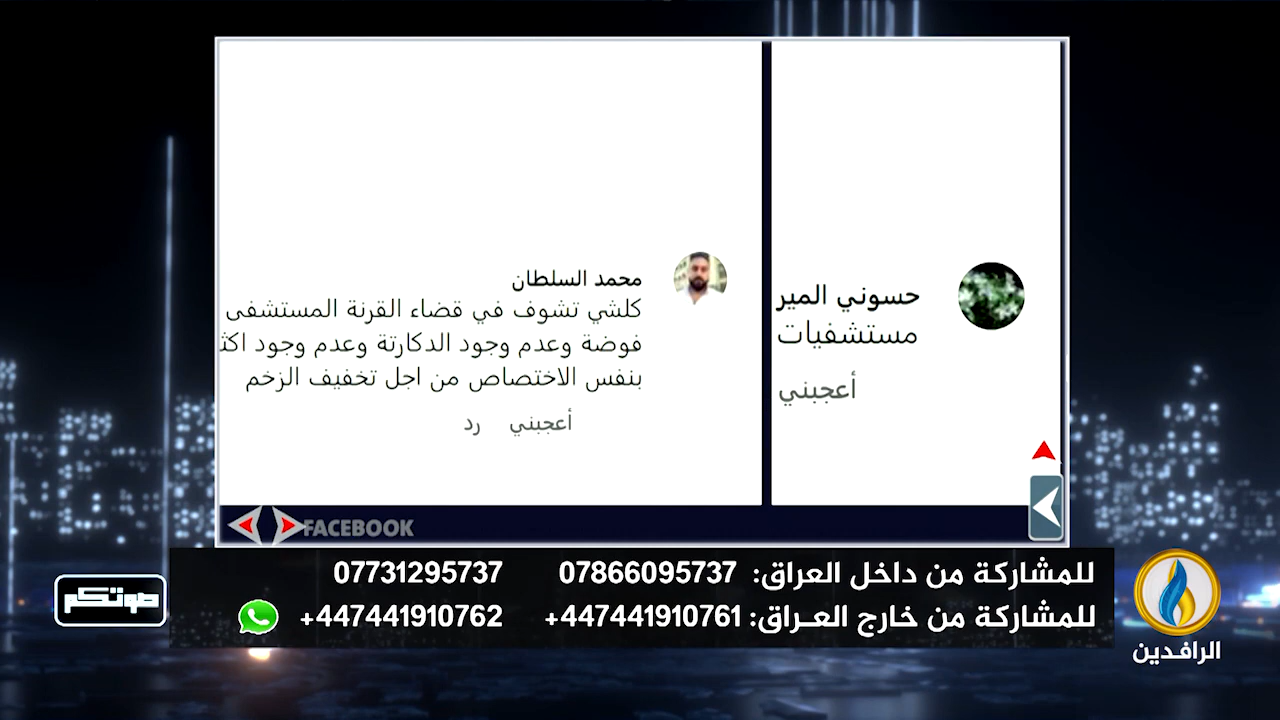 حسوني المير
مستشفيات
أعجبني
محمد السلطان
كلشي تشوف في قضاء القرنة المستشفى
فوضة وعدم وجود الدكارتة وعدم وجود
بنفس الاختصاص من اجل تخفيف الزخم
أعجبني رد
FACEBOOK
للمشاركة من داخل العراق: 07866095737 07731295737
للمشاركة من خارج العـراق: 447441910761+ 447441910762+
صوتكم
الرافدين